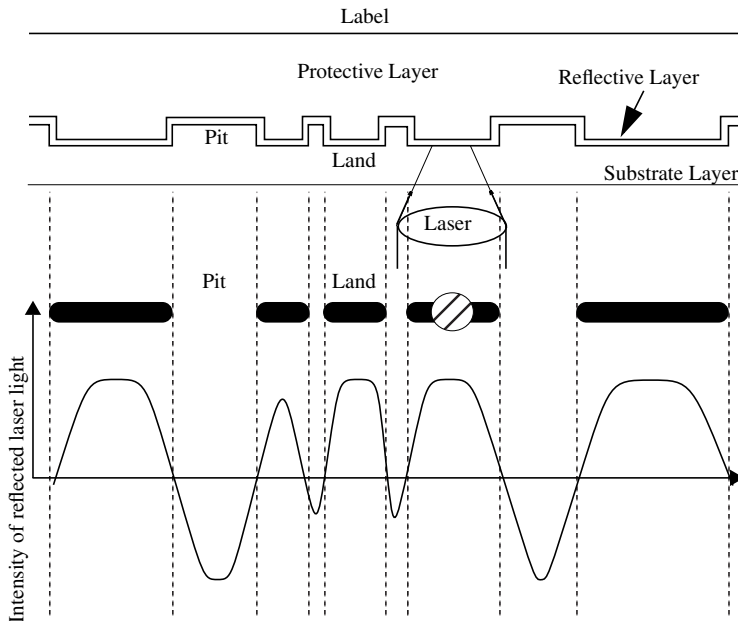 Label
Protective Layer
Reflective Layer
Pit
Land
Substrate Layer
Laser
Pit
Land
Intensity of reflected laser light